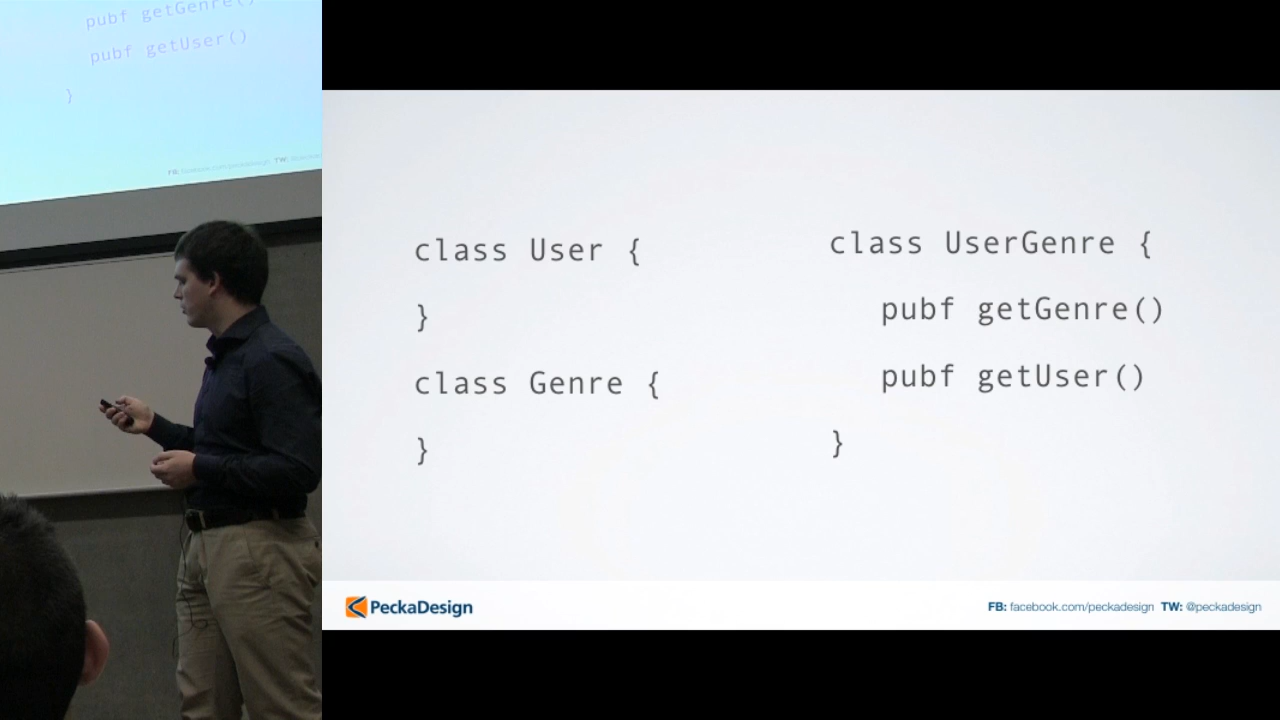 pubf getGenre()
pubf getUser()
}
class User {
}
class Genre {
}
class UserGenre {
pubf getGenre()
pubf getUser()
}
PeckaDesign
FB: facebook.com/peckadesign TW: @peckadesign